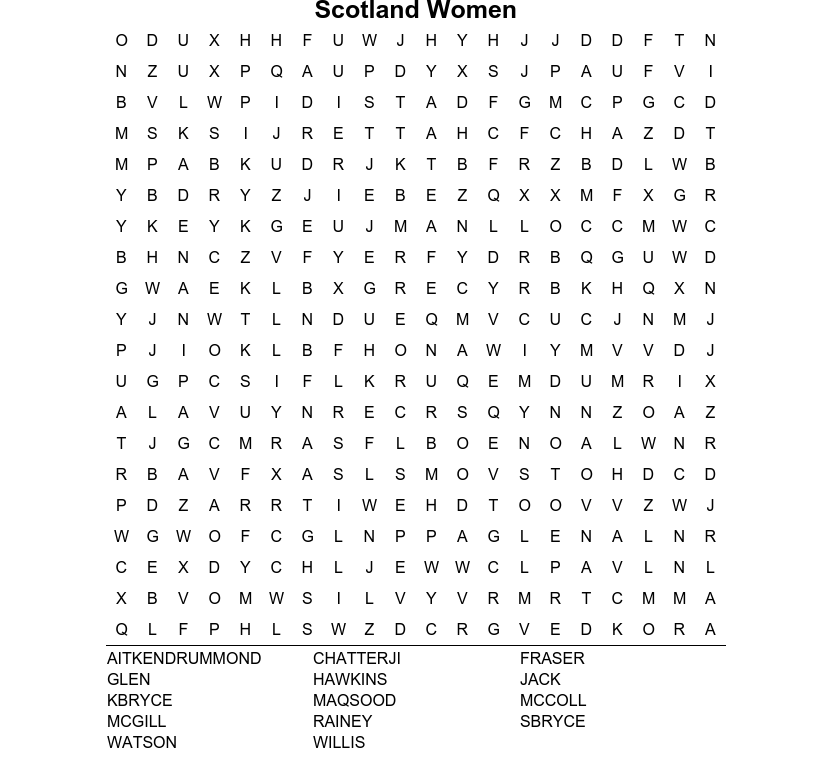 Scotland Women
O D U X H H F U W J H Y H J J D D F T N
N Z U X P Q A U P D Y X S J P A U F V I
B V L W P I D I S T A D F G M C P G C D
M S K S I J R E T T A H C F C H A Z D T
M P A B K U D R J K T B F R Z B D L W B
Y B D R Y Z J I E B E Z Q X X M F X G R
Y K E Y K G E U J M A N L L O C C M W C
B H N C Z V F Y E R F Y D R B Q G U W D
G W A E K L B X G R E C Y R B K H Q X N
Y J N W T L N D U E Q M V C U C J N M J
P J I O K L B F H O N A W I Y M V V D J
U G P C S I F L K R U Q E M D U M R I X
A L A V U Y N R E C R S Q Y N N Z O A Z
T J G C M R A S F L B O E N O A L W N R
R B A V F X A S L S M O V S T O H D C D
P D Z A R R T I W E H D T O O V V Z W J
W G W O F C G L N P P A G L E N A L N R
C E X D Y C H L J E W W C L P A V L N L
X B V O M W S I L V Y V R M R T C M M A
Q L F P H L S W Z D C R G V E D K O R A
AITKENDRUMMOND CHATTERJI FRASER
GLEN HAWKINS JACK
KBRYCE MAQSOOD MCCOLL
MCGILL RAINEY SBRYCE
WATSON WILLIS